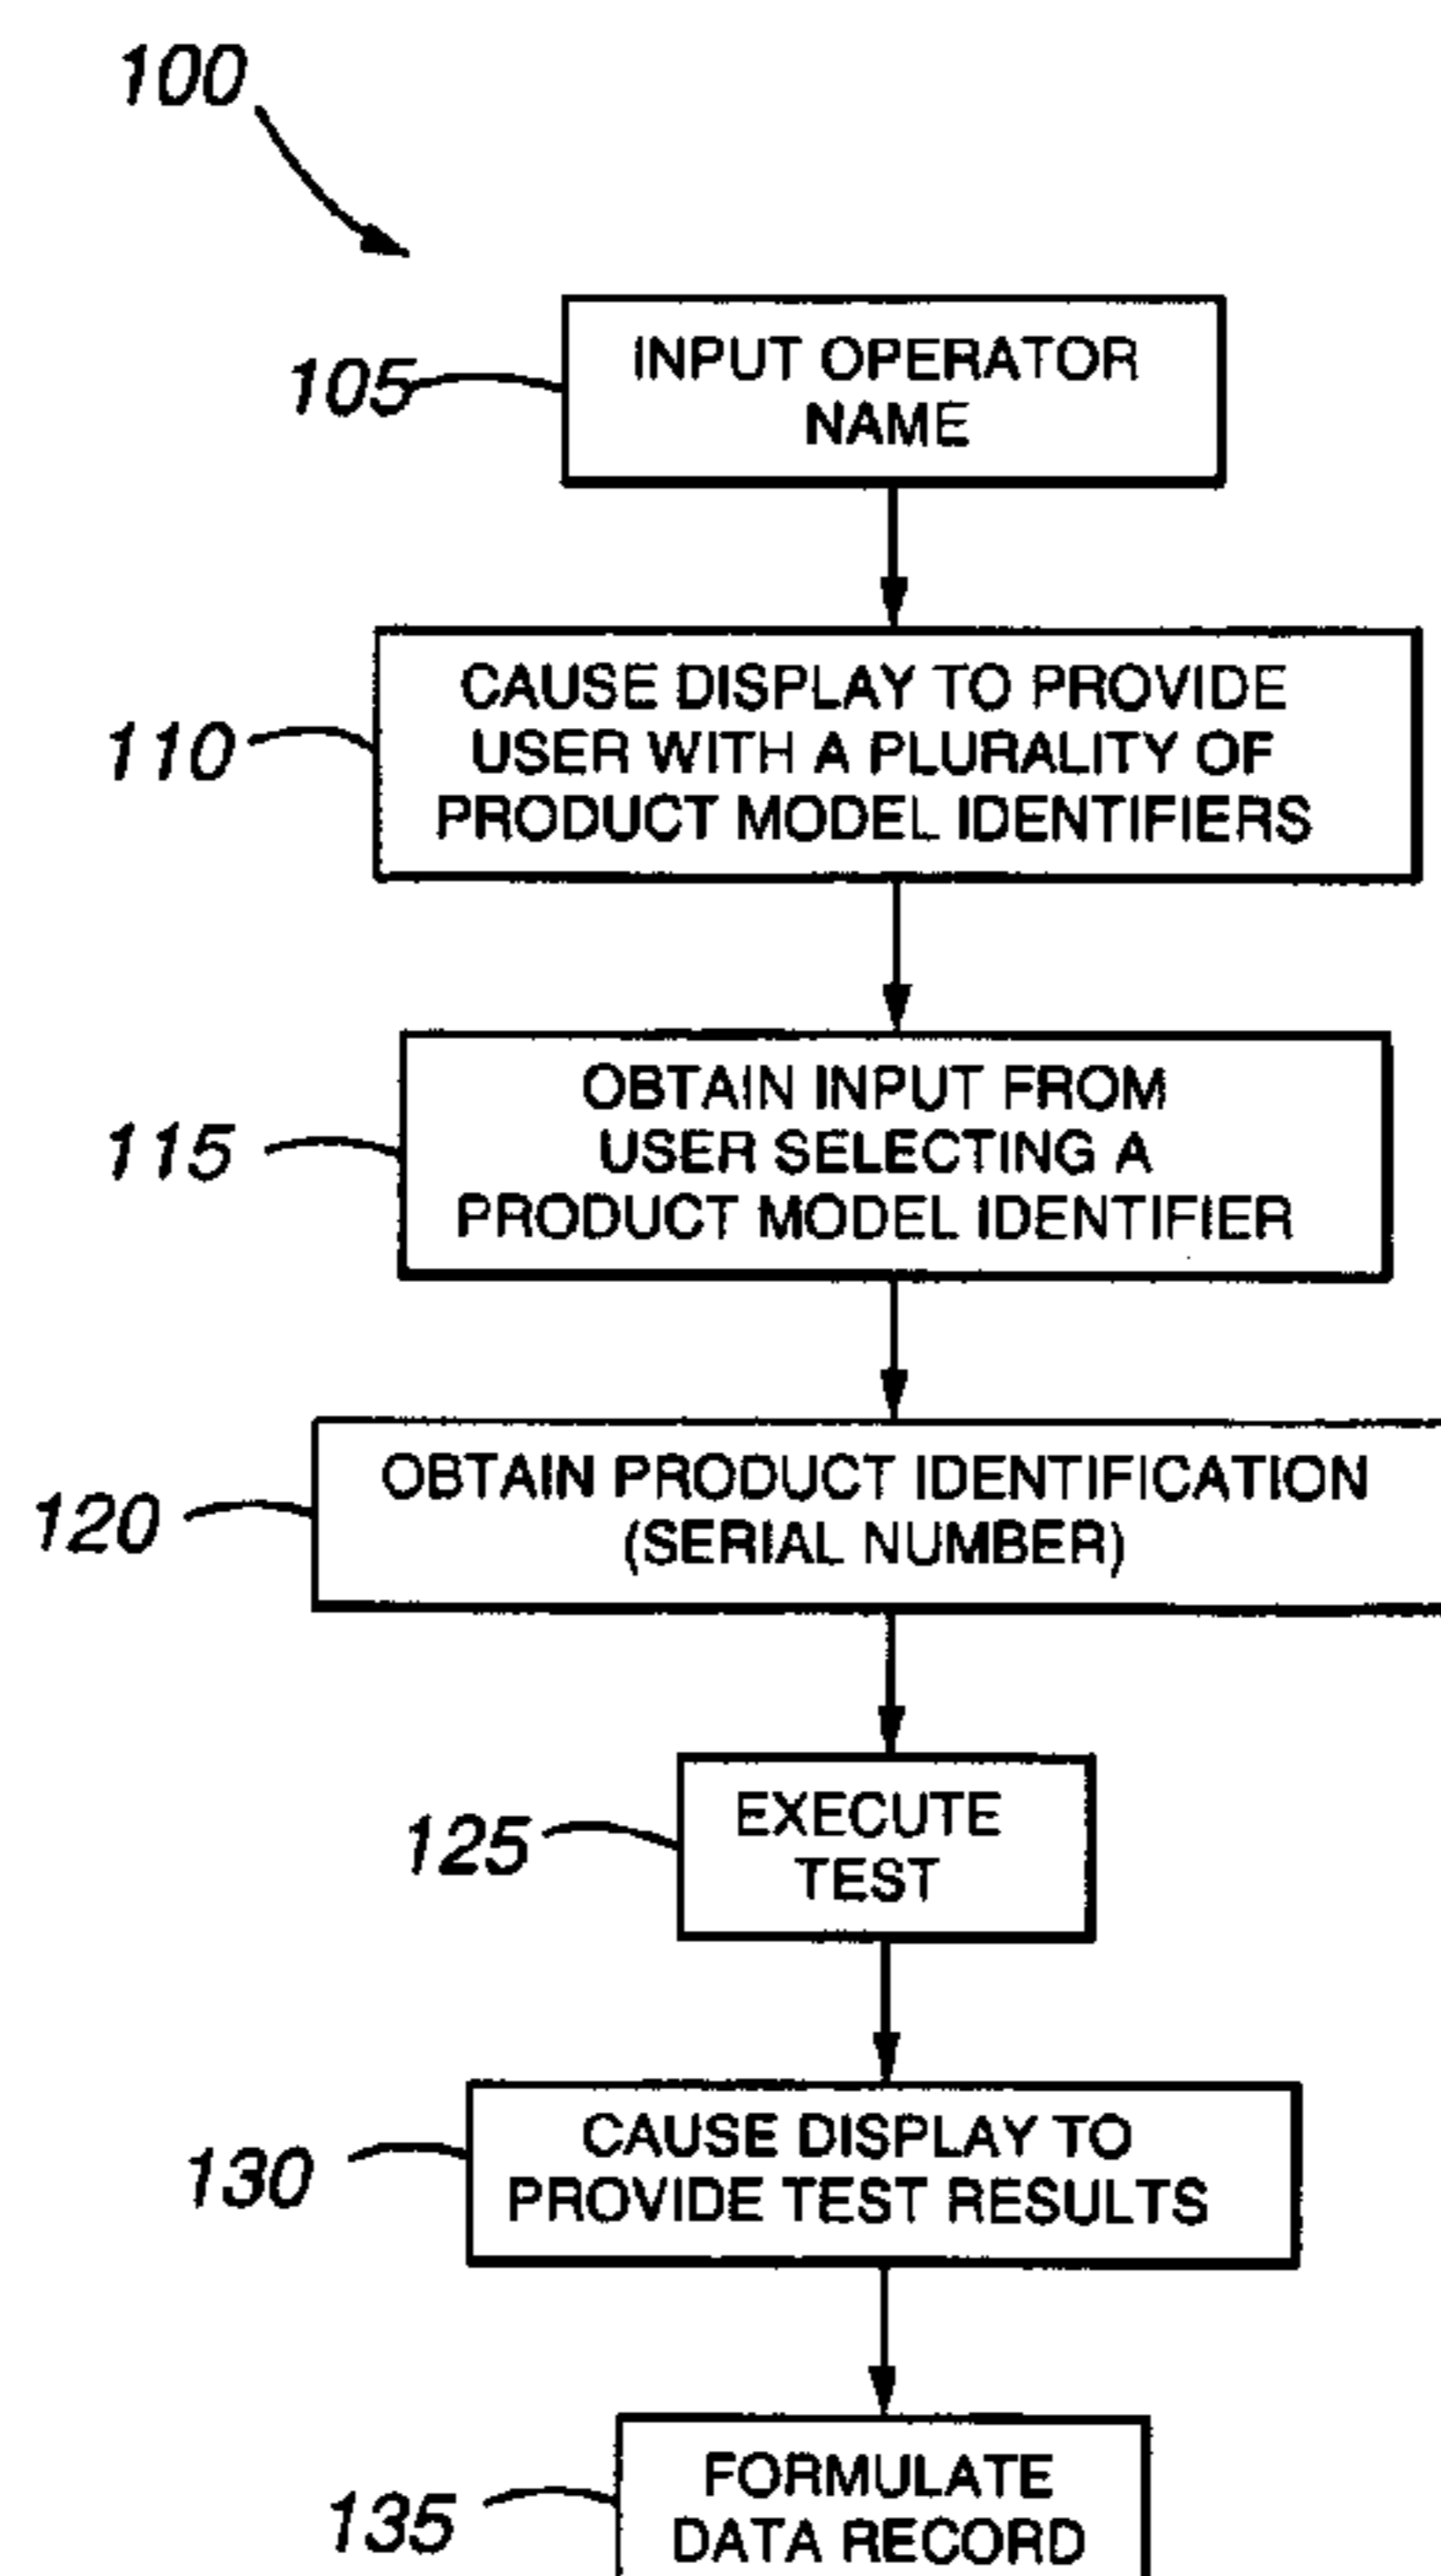 100
105
INPUT OPERATOR
NAME
110
CAUSE DISPLAY TO PROVIDE
USER WITH A PLURALITY OF
PRODUCT MODEL IDENTIFIERS
115
OBTAIN INPUT FROM
USER SELECTING A
PRODUCT MODEL IDENTIFIER
120
OBTAIN PRODUCT IDENTIFICATION
(SERIAL NUMBER)
125
EXECUTE
TEST
130
CAUSE DISPLAY TO
PROVIDE TEST RESULTS
135
FORMULATE
DATA RECORD